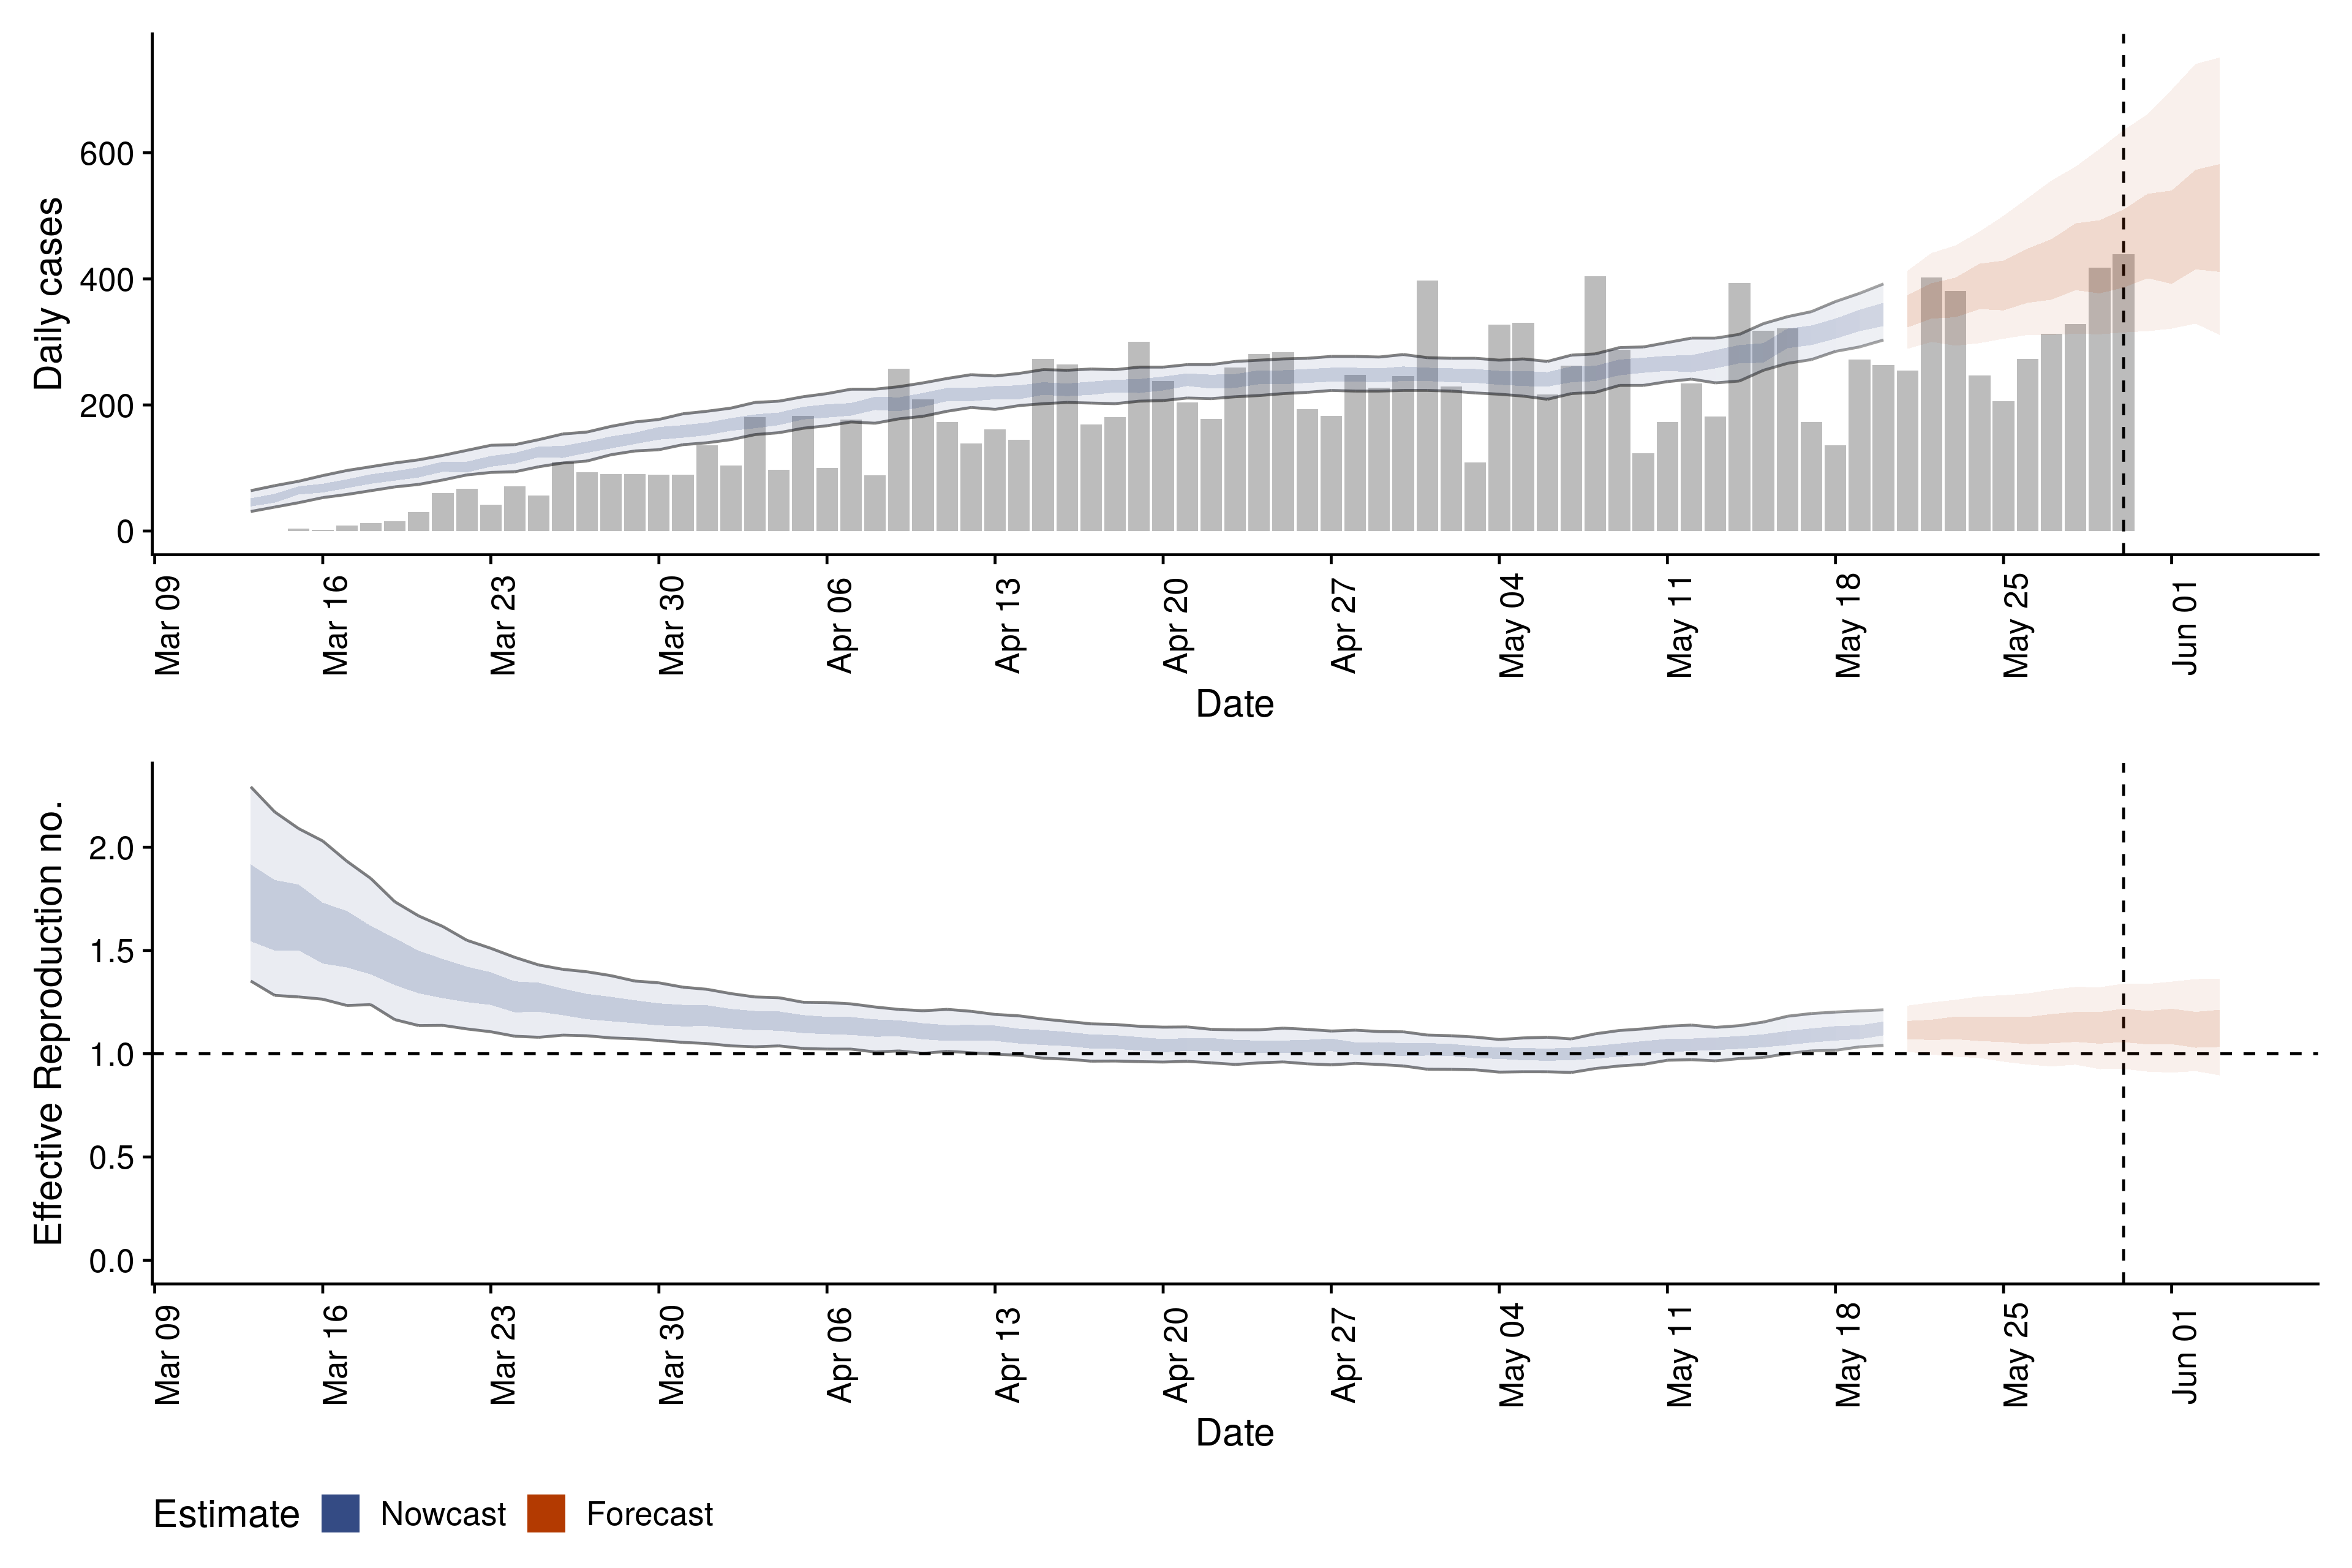 Daily cases
600
400
200
0
Mar 09
Mar 16
Mar 23
Mar 30
Apr 06
Apr 13
Apr 20
Apr 27
May 04
May 11
May 18
May 25
Jun 01
Date
Effective Reproduction no.
2.0
1.5
1.0
0.5
0.0
Mar 09
Mar 16
Mar 23
Mar 30
Apr 06
Apr 13
Apr 20
Apr 27
May 04
May 11
May 18
May 25
Jun 01
Date
Estimate Nowcast Forecast